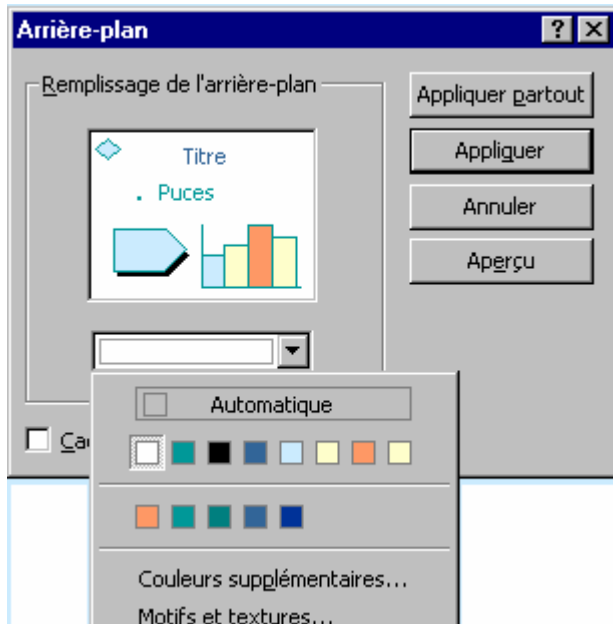 Arrière-plan
Remplissage de l'arrière-plan
Titre
. Puces
Appliquer partout
Appliquer
Annuler
Aperçu
Automatique
Couleurs supplémentaires...
Motifs et textures...